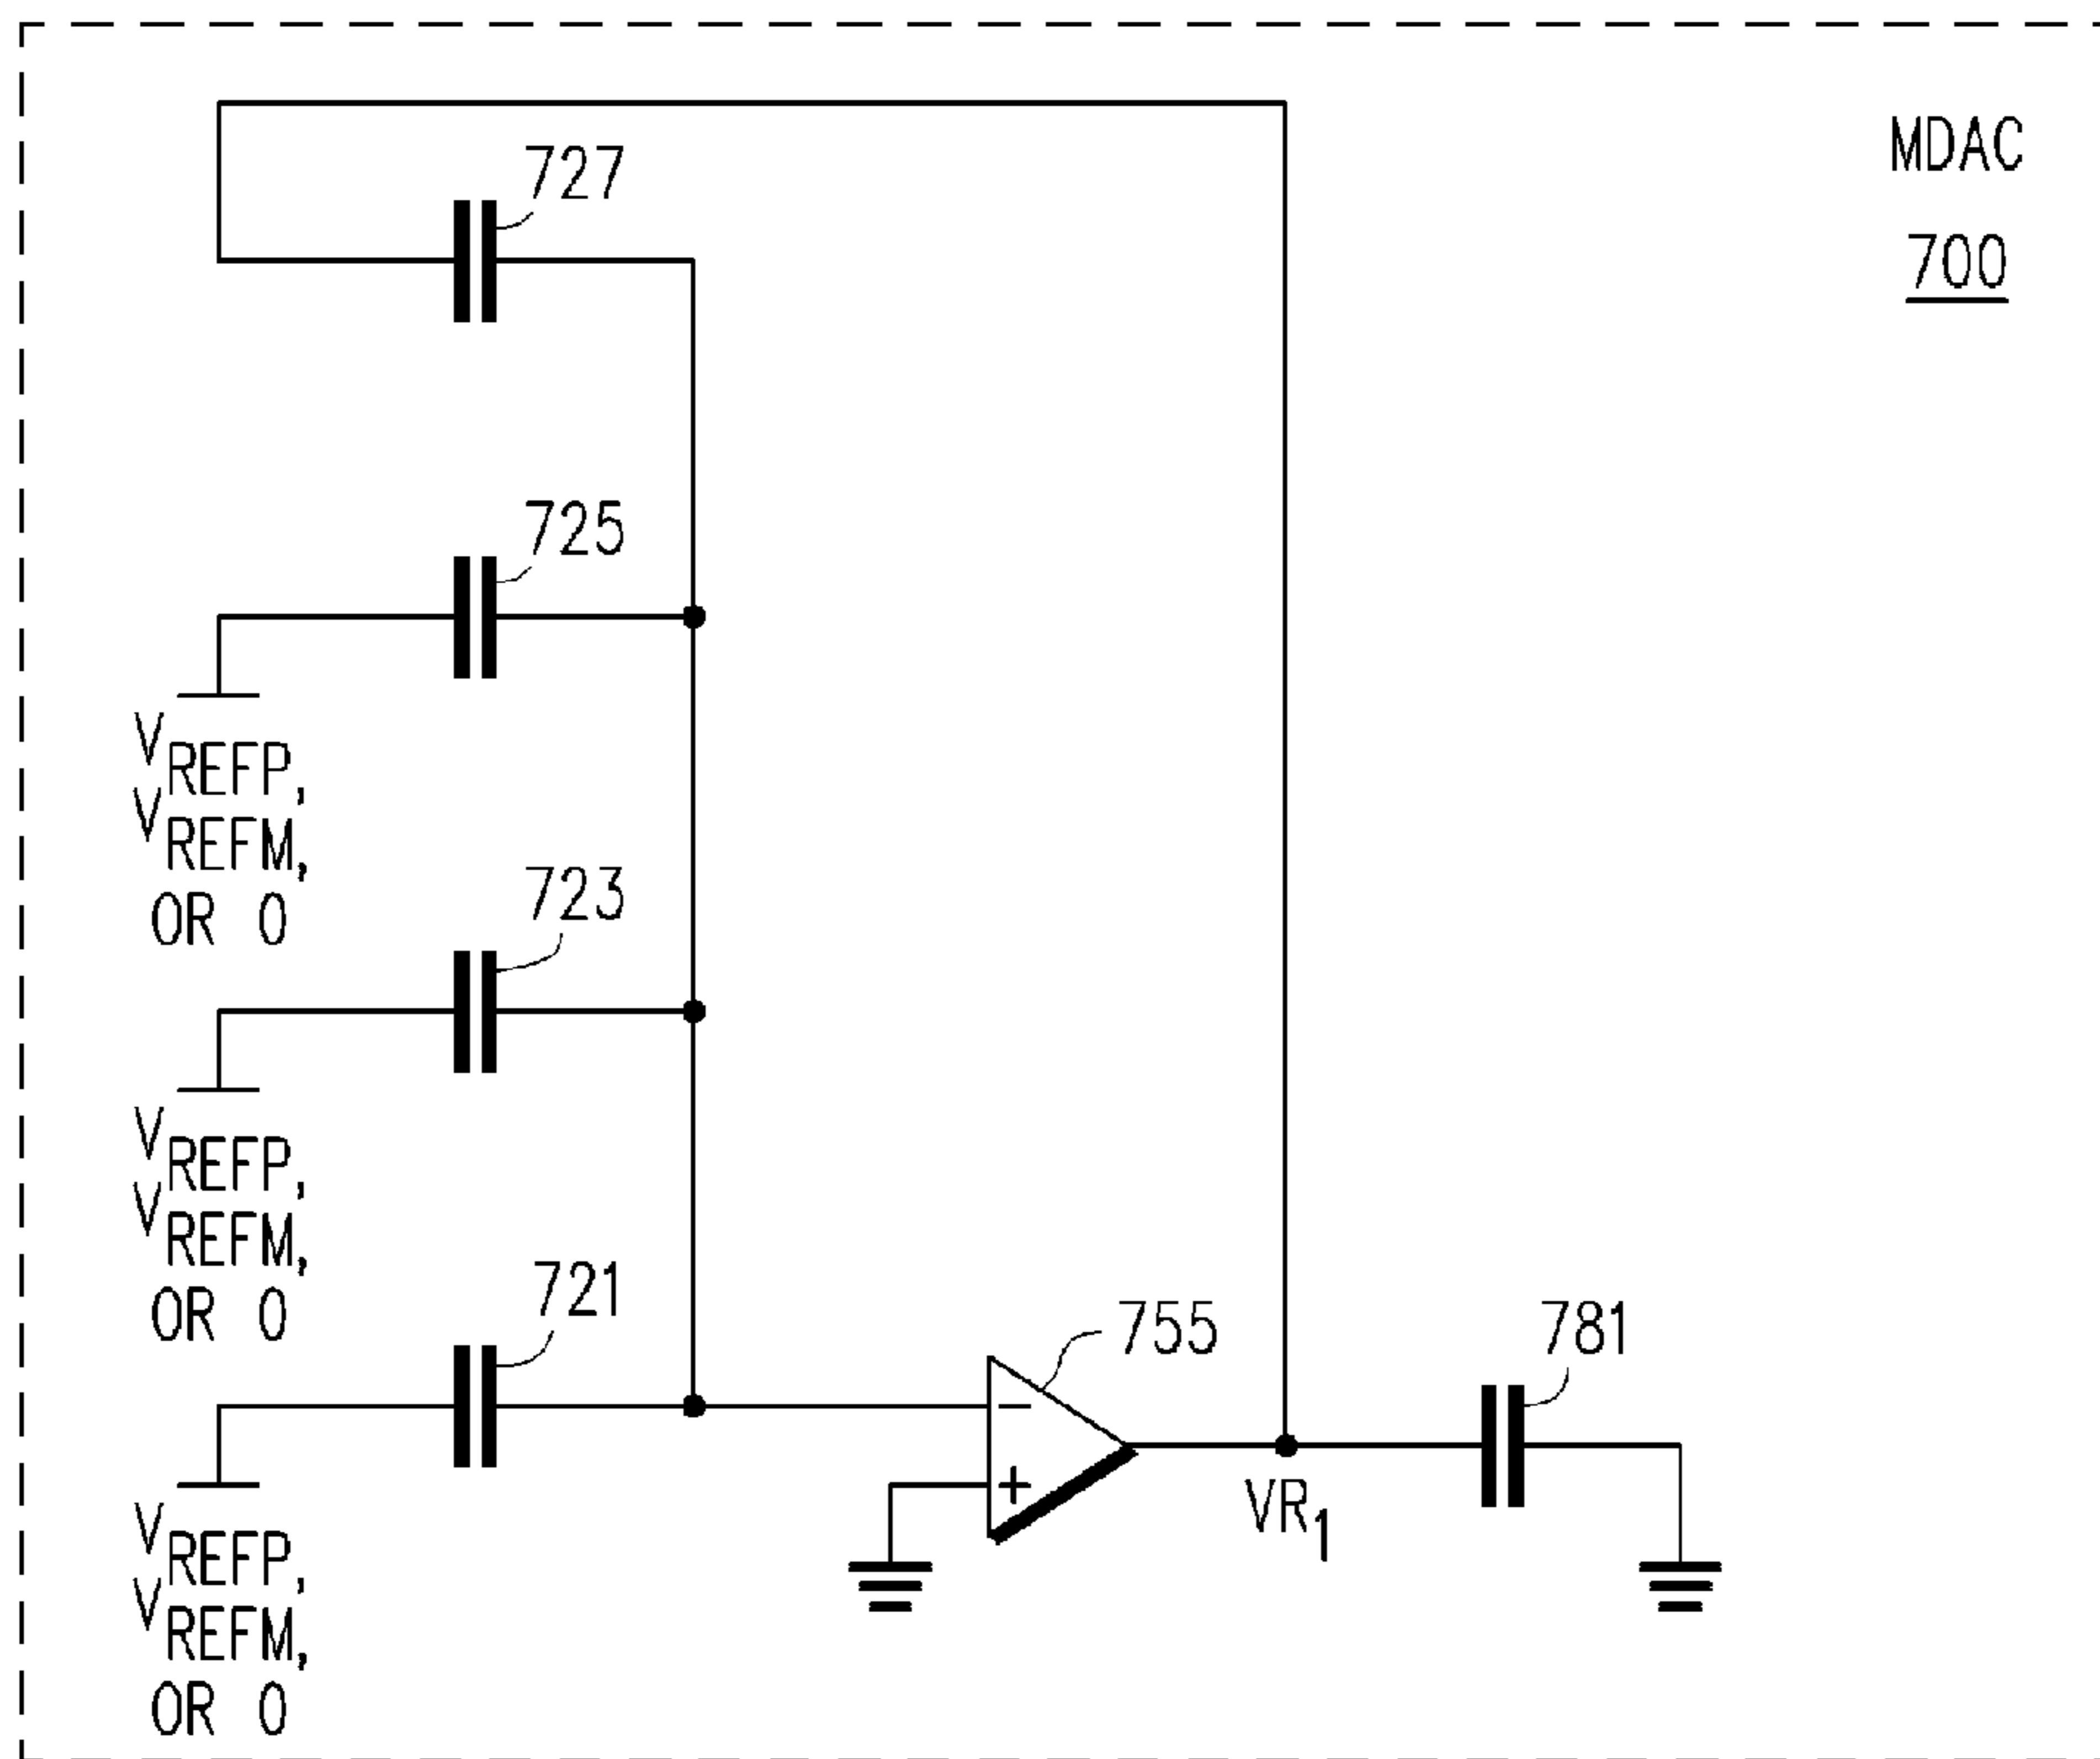 MDAC
700
727
725
VREFP,
VREFM,
OR 0
723
VREFP,
VREFM,
OR 0
721
755
781
−
+
VR1
VREFP,
VREFM,
OR 0